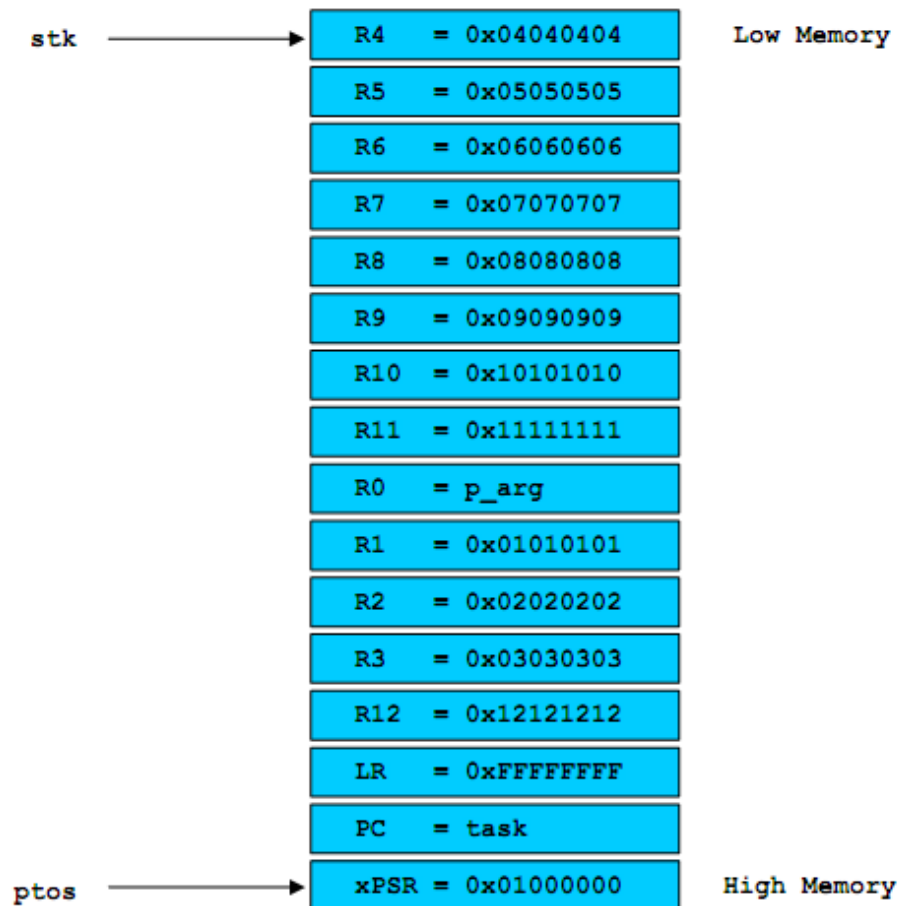 stk R4 = 0x04040404 Low Memory
R5 = 0x05050505
R6 = 0x06060606
R7 = 0x07070707
R8 = 0x08080808
R9 = 0x09090909
R10 = 0x10101010
R11 = 0x11111111
R0 = p_arg
R1 = 0x01010101
R2 = 0x02020202
R3 = 0x03030303
R12 = 0x12121212
LR = 0xFFFFFFFF
PC = task
ptos xPSR = 0x01000000 High Memory